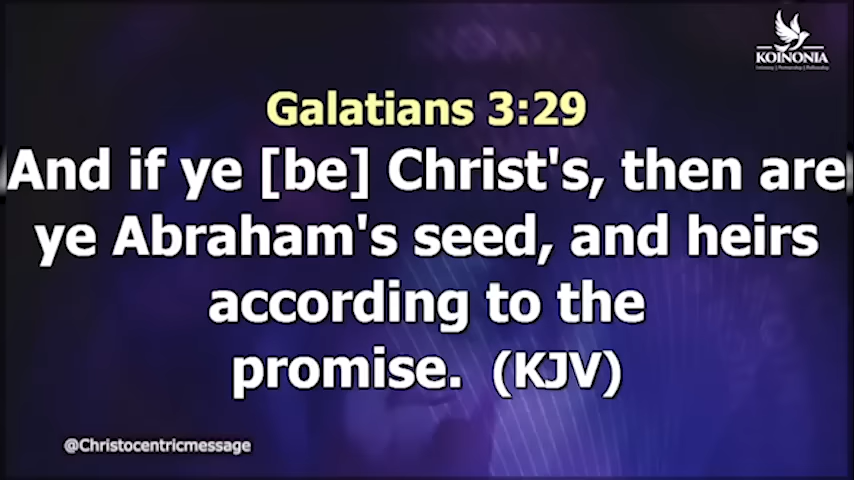 KOINONIA
Galatians 3:29
And if ye [be] Christ's, then are
ye Abraham's seed, and heirs
according to the
promise. (KJV)
@Christocentricmessage